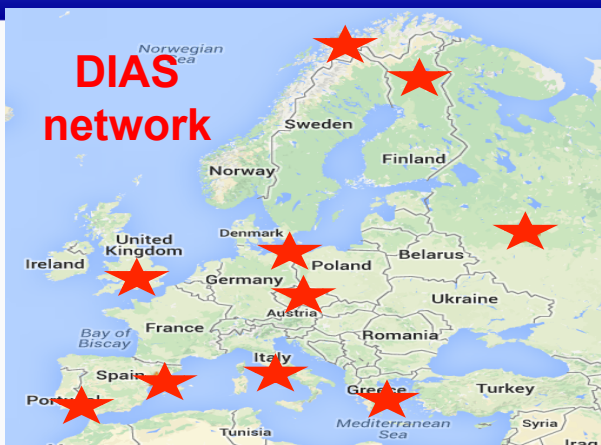 DIAS
network
Norwegian
Sea
Sweden
Finland
Norway
Denmark
United
Kingdom
Ireland
Belarus
Poland
Germany
Ukraine
Austria
France
Bay of
Biscay
Romania
Italy
Spain
Portugal
Greece
Turkey
Mediterranean
Sea
Syria
Tunisia
Iraq